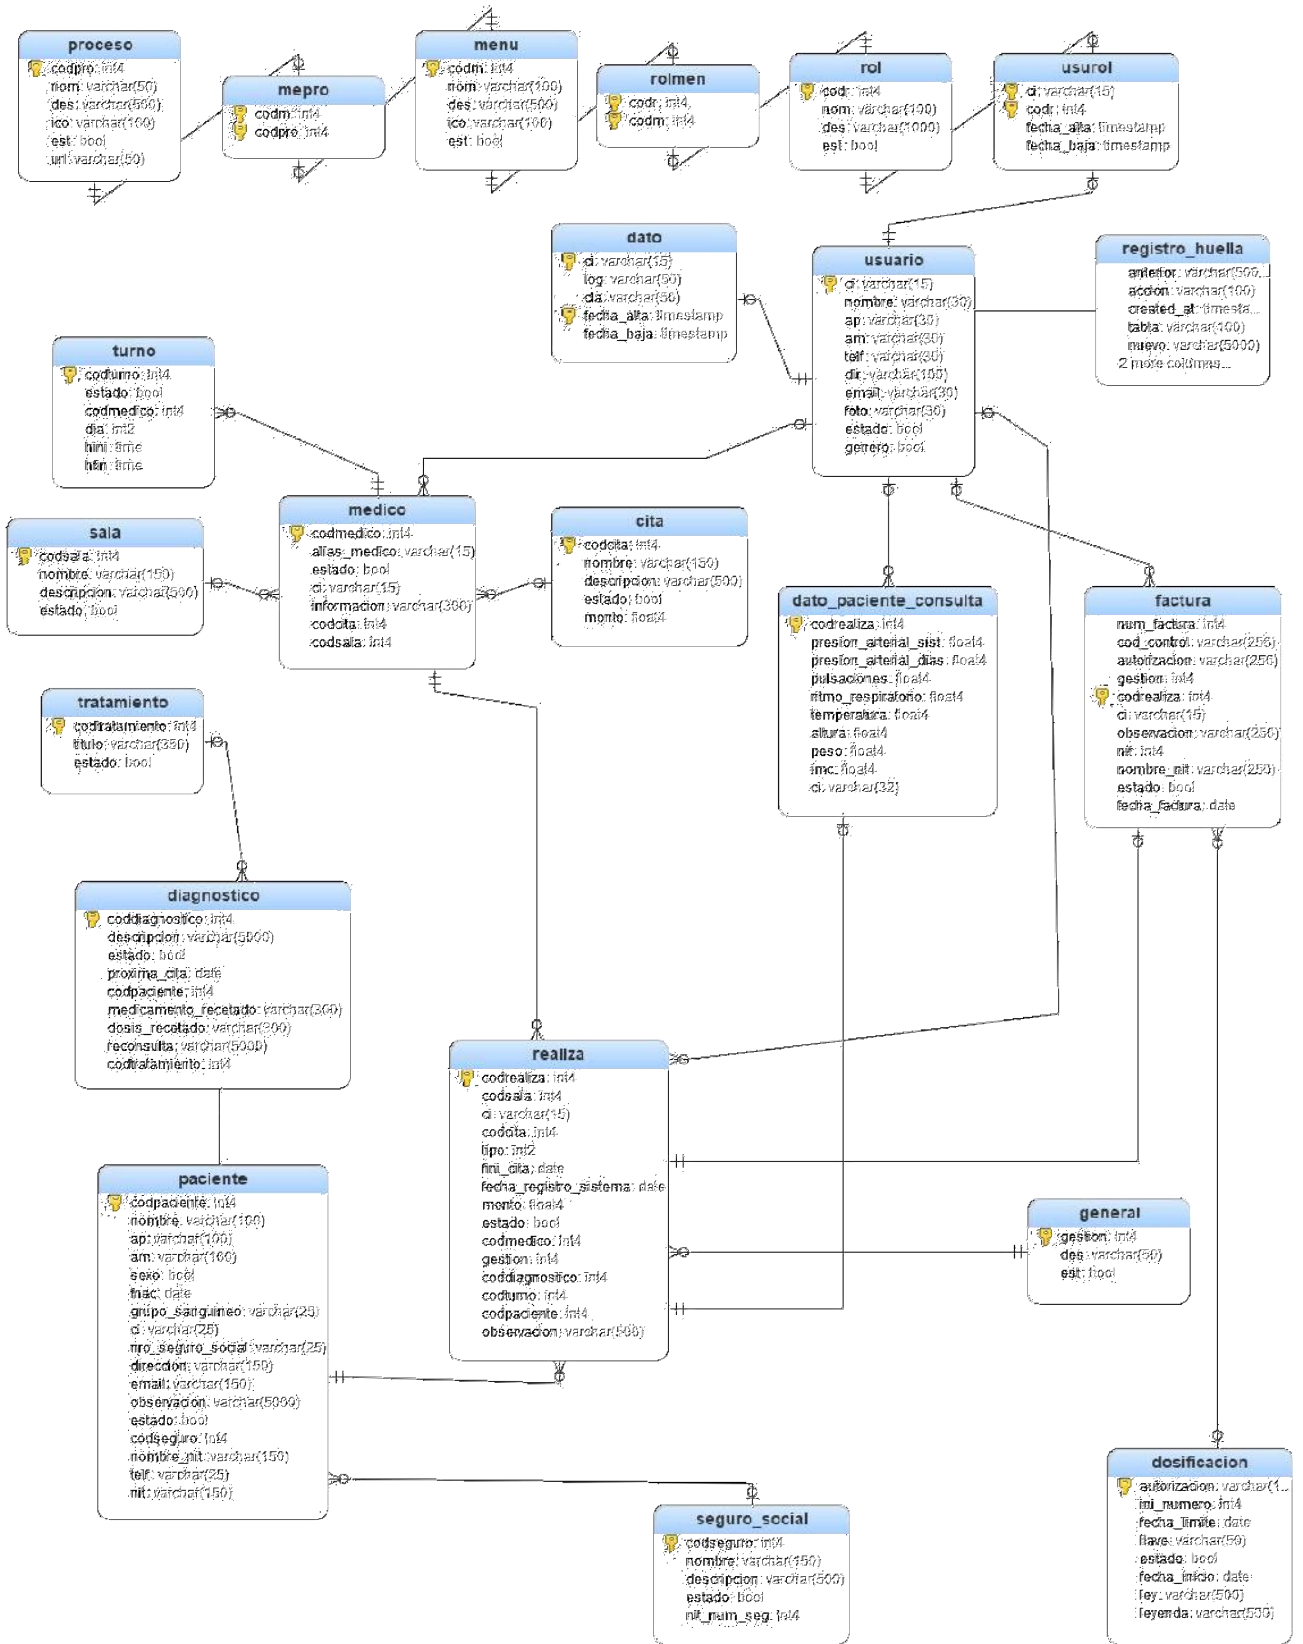 proceso
codpro: int4
nom: varchar(50)
des: varchar(500)
ico: varchar(100)
est: bool
url: varchar(50)
mepro
codm: int4
codpro: int4
menu
codm: int4
nom: varchar(100)
des: varchar(500)
ico: varchar(100)
est: bool
rolmen
codr: int4
codm: int4
rol
codr: int4
nom: varchar(100)
des: varchar(1000)
est: bool
usurol
ci: varchar(15)
codr: int4
fecha_alta: timestamp
fecha_baja: timestamp
dato
ci: varchar(15)
log: varchar(50)
cla: varchar(50)
fecha_alta: timestamp
fecha_baja: timestamp
usuario
ci: varchar(15)
nombre: varchar(30)
ap: varchar(30)
am: varchar(30)
telf: varchar(30)
dir: varchar(100)
email: varchar(30)
foto: varchar(30)
estado: bool
genero: bool
registro_huella
anterior: varchar(500...
accion: varchar(100)
created_at: timesta...
tabla: varchar(100)
nuevo: varchar(5000)
2 more columns...
turno
codturno: int4
estado: bool
codmedico: int4
dia: int2
hini: time
hfin: time
sala
codsala: int4
nombre: varchar(150)
descripcion: varchar(500)
estado: bool
medico
codmedico: int4
alias_medico: varchar(15)
estado: bool
ci: varchar(15)
informacion: varchar(300)
codcita: int4
codsala: int4
cita
codcita: int4
nombre: varchar(150)
descripcion: varchar(500)
estado: bool
monto: float4
dato_paciente_consulta
codrealiza: int4
presion_arterial_sist: float4
presion_arterial_dias: float4
pulsaciones: float4
ritmo_respiratorio: float4
temperatura: float4
altura: float4
peso: float4
imc: float4
ci: varchar(32)
factura
num_factura: int4
cod_control: varchar(256)
autorizacion: varchar(256)
gestion: int4
codrealiza: int4
ci: varchar(15)
observacion: varchar(256)
nit: int4
nombre_nit: varchar(256)
estado: bool
fecha_factura: date
tratamiento
codtratamiento: int4
titulo: varchar(350)
estado: bool
diagnostico
coddiagnostico: int4
descripcion: varchar(5000)
estado: bool
proxima_cita: date
codpaciente: int4
medicamento_recetado: varchar(300)
dosis_recetado: varchar(300)
reconsulta: varchar(5000)
codtratamiento: int4
realiza
codrealiza: int4
codsala: int4
ci: varchar(15)
codcita: int4
tipo: int2
fini_cita: date
fecha_registro_sistema: date
monto: float4
estado: bool
codmedico: int4
gestion: int4
coddiagnostico: int4
codturno: int4
codpaciente: int4
observacion: varchar(500)
paciente
codpaciente: int4
nombre: varchar(100)
ap: varchar(100)
am: varchar(100)
sexo: bool
fnac: date
grupo_sanguineo: varchar(25)
ci: varchar(25)
nro_seguro_social: varchar(25)
direccion: varchar(150)
email: varchar(150)
observacion: varchar(5000)
estado: bool
codseguro: int4
nombre_nit: varchar(150)
telf: varchar(25)
nit: varchar(150)
general
gestion: int4
des: varchar(50)
est: bool
seguro_social
codseguro: int4
nombre: varchar(150)
descripcion: varchar(500)
estado: bool
nit_num_seg: int4
dosificacion
autorizacion: varchar(1...
ini_numero: int4
fecha_limite: date
llave: varchar(50)
estado: bool
fecha_inicio: date
ley: varchar(500)
leyenda: varchar(500)